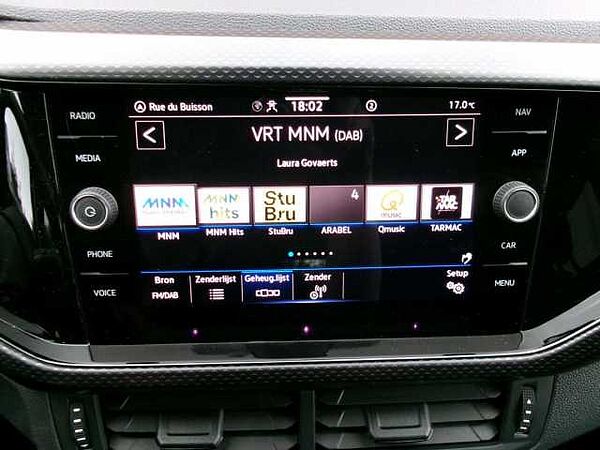 RADIO
MEDIA
PHONE
VOICE
NAV
APP
CAR
MENU
Rue du Buisson
18:02
2
17.0°C
VRT MNM (DAB)
Laura Govaerts
MNM
MNM hits
Stu Bru
4
Q music
MNM
MNM Hits
StuBru
ARABEL
Qmusic
TARMAC
Bron
Zenderlijst
Geheug.lijst
Zender
Setup
FM/DAB